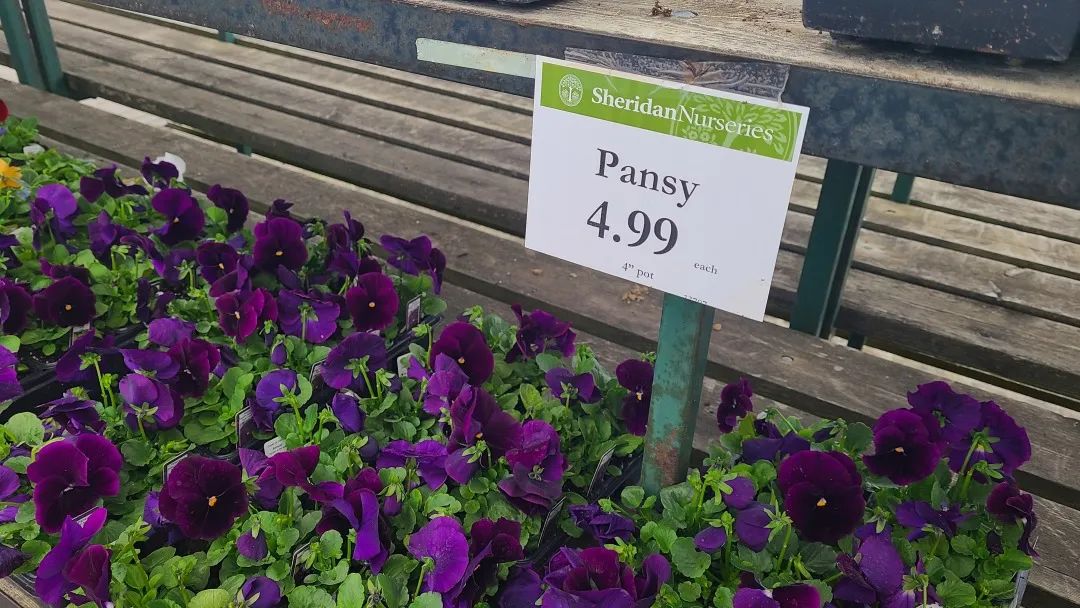 SheridanNurseries
Pansy
4.99
4" pot each